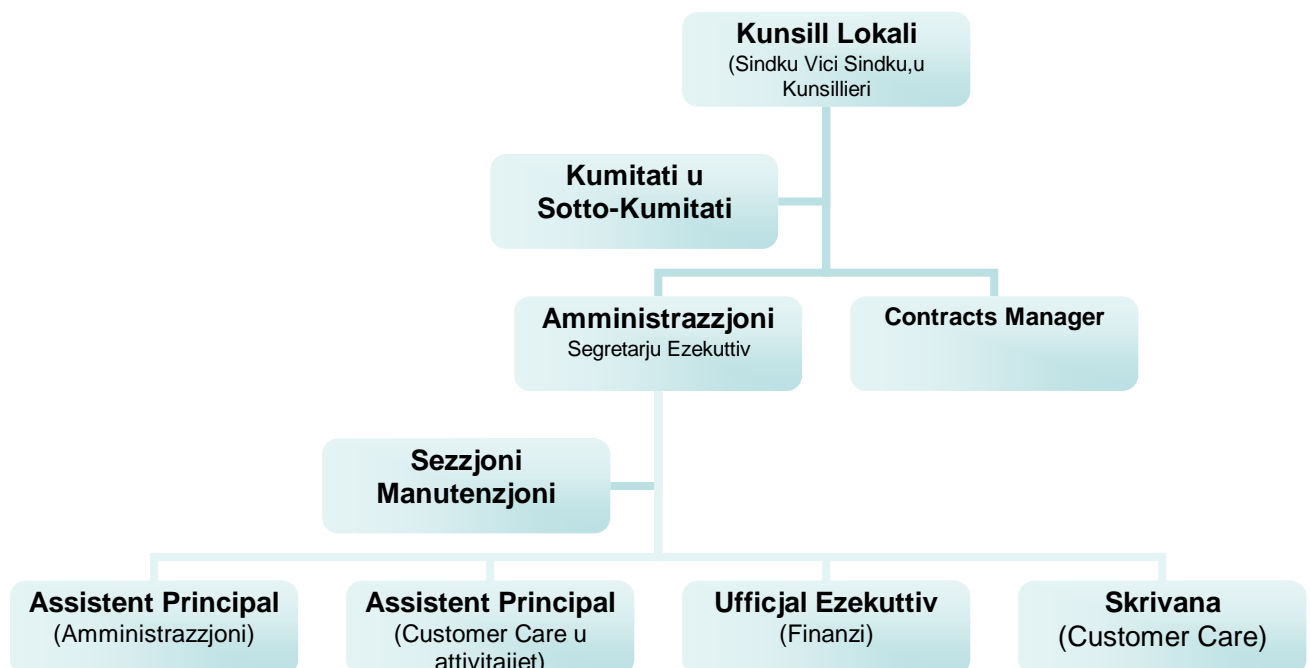 Kunsill Lokali
(Sindku Vici Sindku,u
Kunsillieri
Kumitati u
Sotto-Kumitati
Amministrazzjoni
Segretarju Ezekuttiv
Contracts Manager
Sezzjoni
Manutenzjoni
Assistent Principal
(Amministrazzjoni)
Assistent Principal
(Customer Care u
attivitajiet)
Ufficjal Ezekuttiv
(Finanzi)
Skrivana
(Customer Care)